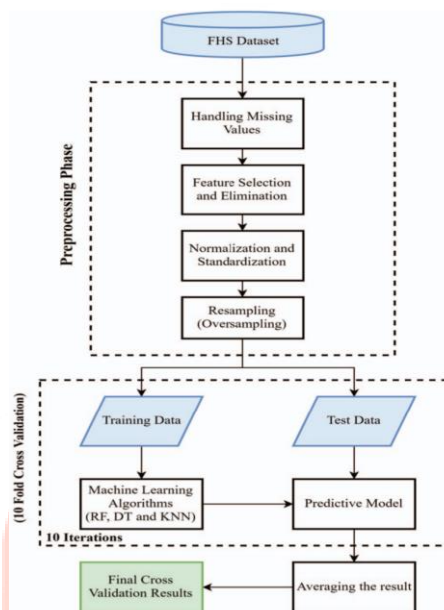 FHS Dataset
Preprocessing Phase
Handling Missing
Values
Feature Selection
and Elimination
Normalization and
Standardization
Resampling
(Oversampling)
(10 Fold Cross Validation)
Training Data
Test Data
Machine Learning
Algorithms
(RF, DT and KNN)
Predictive Model
10 Iterations
Final Cross
Validation Results
Averaging the result